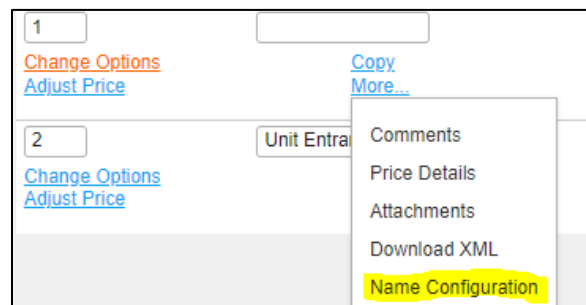 1
Change Options Copy
Adjust Price More...
Comments
2 Unit Entra
Price Details
Change Options
Adjust Price
Attachments
Download XML
Name Configuration